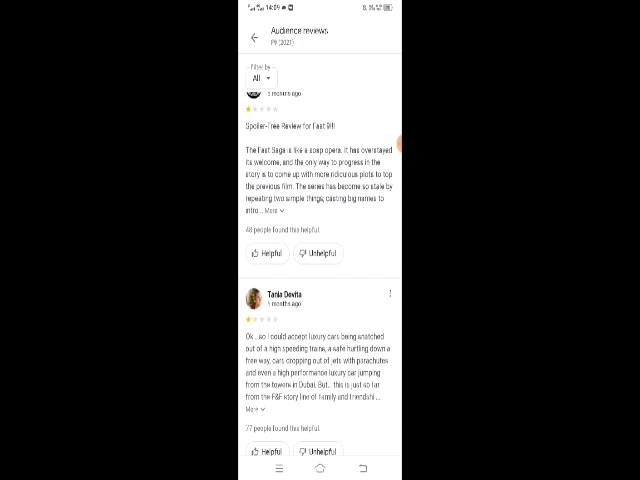 14:09
Audience reviews
F9 (2021)
Filter by
All
5 months ago
Spoiler-Free Review for Fast 9!!!
The Fast Saga is like a soap opera. It has overstayed
its welcome, and the only way to progress in the
story is to come up with more ridiculous plots to top
the previous film. The series has become so stale by
repeating two simple things; casting big names to
intro... More
48 people found this helpful.
Helpful
Unhelpful
Tania Devita
5 months ago
Ok...so I could accept luxury cars being snatched
out of a high speeding trains, a safe hurtling down a
free way, cars dropping out of jets with parachutes
and even a high performance luxury car jumping
from the towers in Dubai. But... this is just so far
from the F&F story line of family and friendshi...
More
77 people found this helpful.
Helpful
Unhelpful